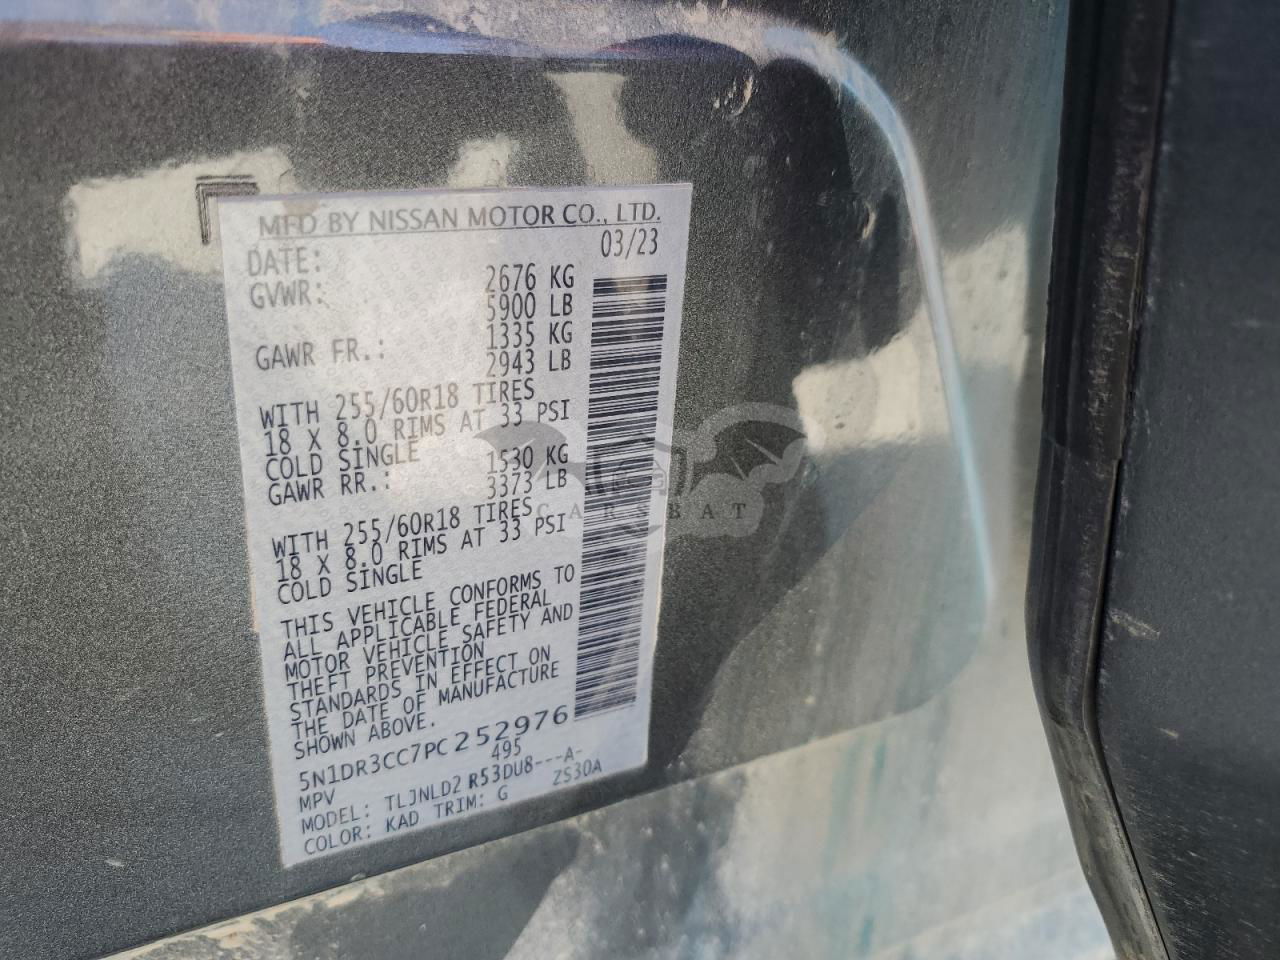 MFD BY NISSAN MOTOR CO., LTD.
DATE: 03/23
GVWR: 2676 KG
5900 LB
GAWR FR.: 1335 KG
2943 LB
WITH 255/60R18 TIRES
18 X 8.0 RIMS AT 33 PSI
COLD SINGLE
GAWR RR.: 1530 KG
3373 LB
WITH 255/60R18 TIRES
18 X 8.0 RIMS AT 33 PSI
COLD SINGLE
THIS VEHICLE CONFORMS TO
ALL APPLICABLE FEDERAL
MOTOR VEHICLE SAFETY AND
THEFT PREVENTION
STANDARDS IN EFFECT ON
THE DATE OF MANUFACTURE
SHOWN ABOVE.
5N1DR3CC7PC252976
MPV 495
MODEL: TLJNLD2 R53DU8---A-
COLOR: KAD TRIM: G ZS30A
CARSBAT